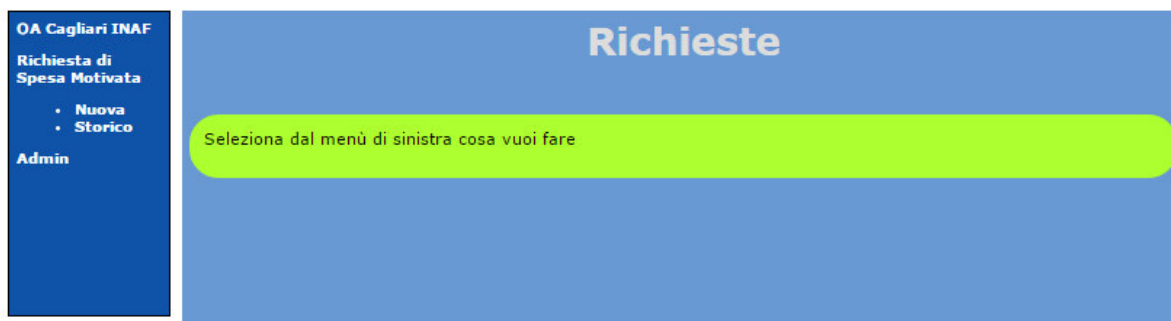 OA Cagliari INAF
Richiesta di
Spesa Motivata
• Nuova
• Storico
Admin
Richieste
Seleziona dal menù di sinistra cosa vuoi fare